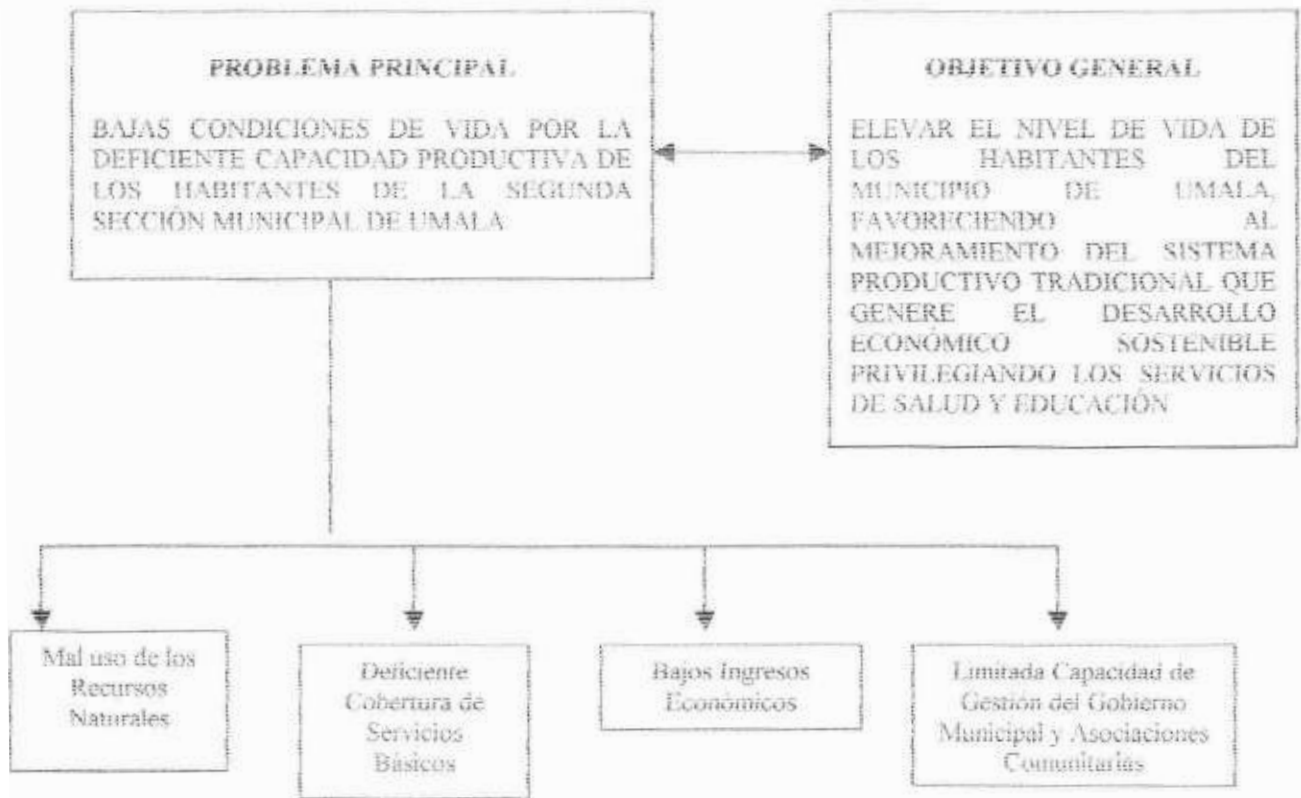 PROBLEMA PRINCIPAL
BAJAS CONDICIONES DE VIDA POR LA
DEFICIENTE CAPACIDAD PRODUCTIVA DE
LOS HABITANTES DE LA SEGUNDA
SECCIÓN MUNICIPAL DE UMALA
OBJETIVO GENERAL
ELEVAR EL NIVEL DE VIDA DE
LOS HABITANTES DEL
MUNICIPIO DE UMALA,
FAVORECIENDO AL
MEJORAMIENTO DEL SISTEMA
PRODUCTIVO TRADICIONAL QUE
GENERE EL DESARROLLO
ECONÓMICO SOSTENIBLE
PRIVILEGIANDO LOS SERVICIOS
DE SALUD Y EDUCACIÓN
Mal uso de los
Recursos
Naturales
Deficiente
Cobertura de
Servicios
Básicos
Bajos Ingresos
Económicos
Limitada Capacidad de
Gestión del Gobierno
Municipal y Asociaciones
Comunitarias